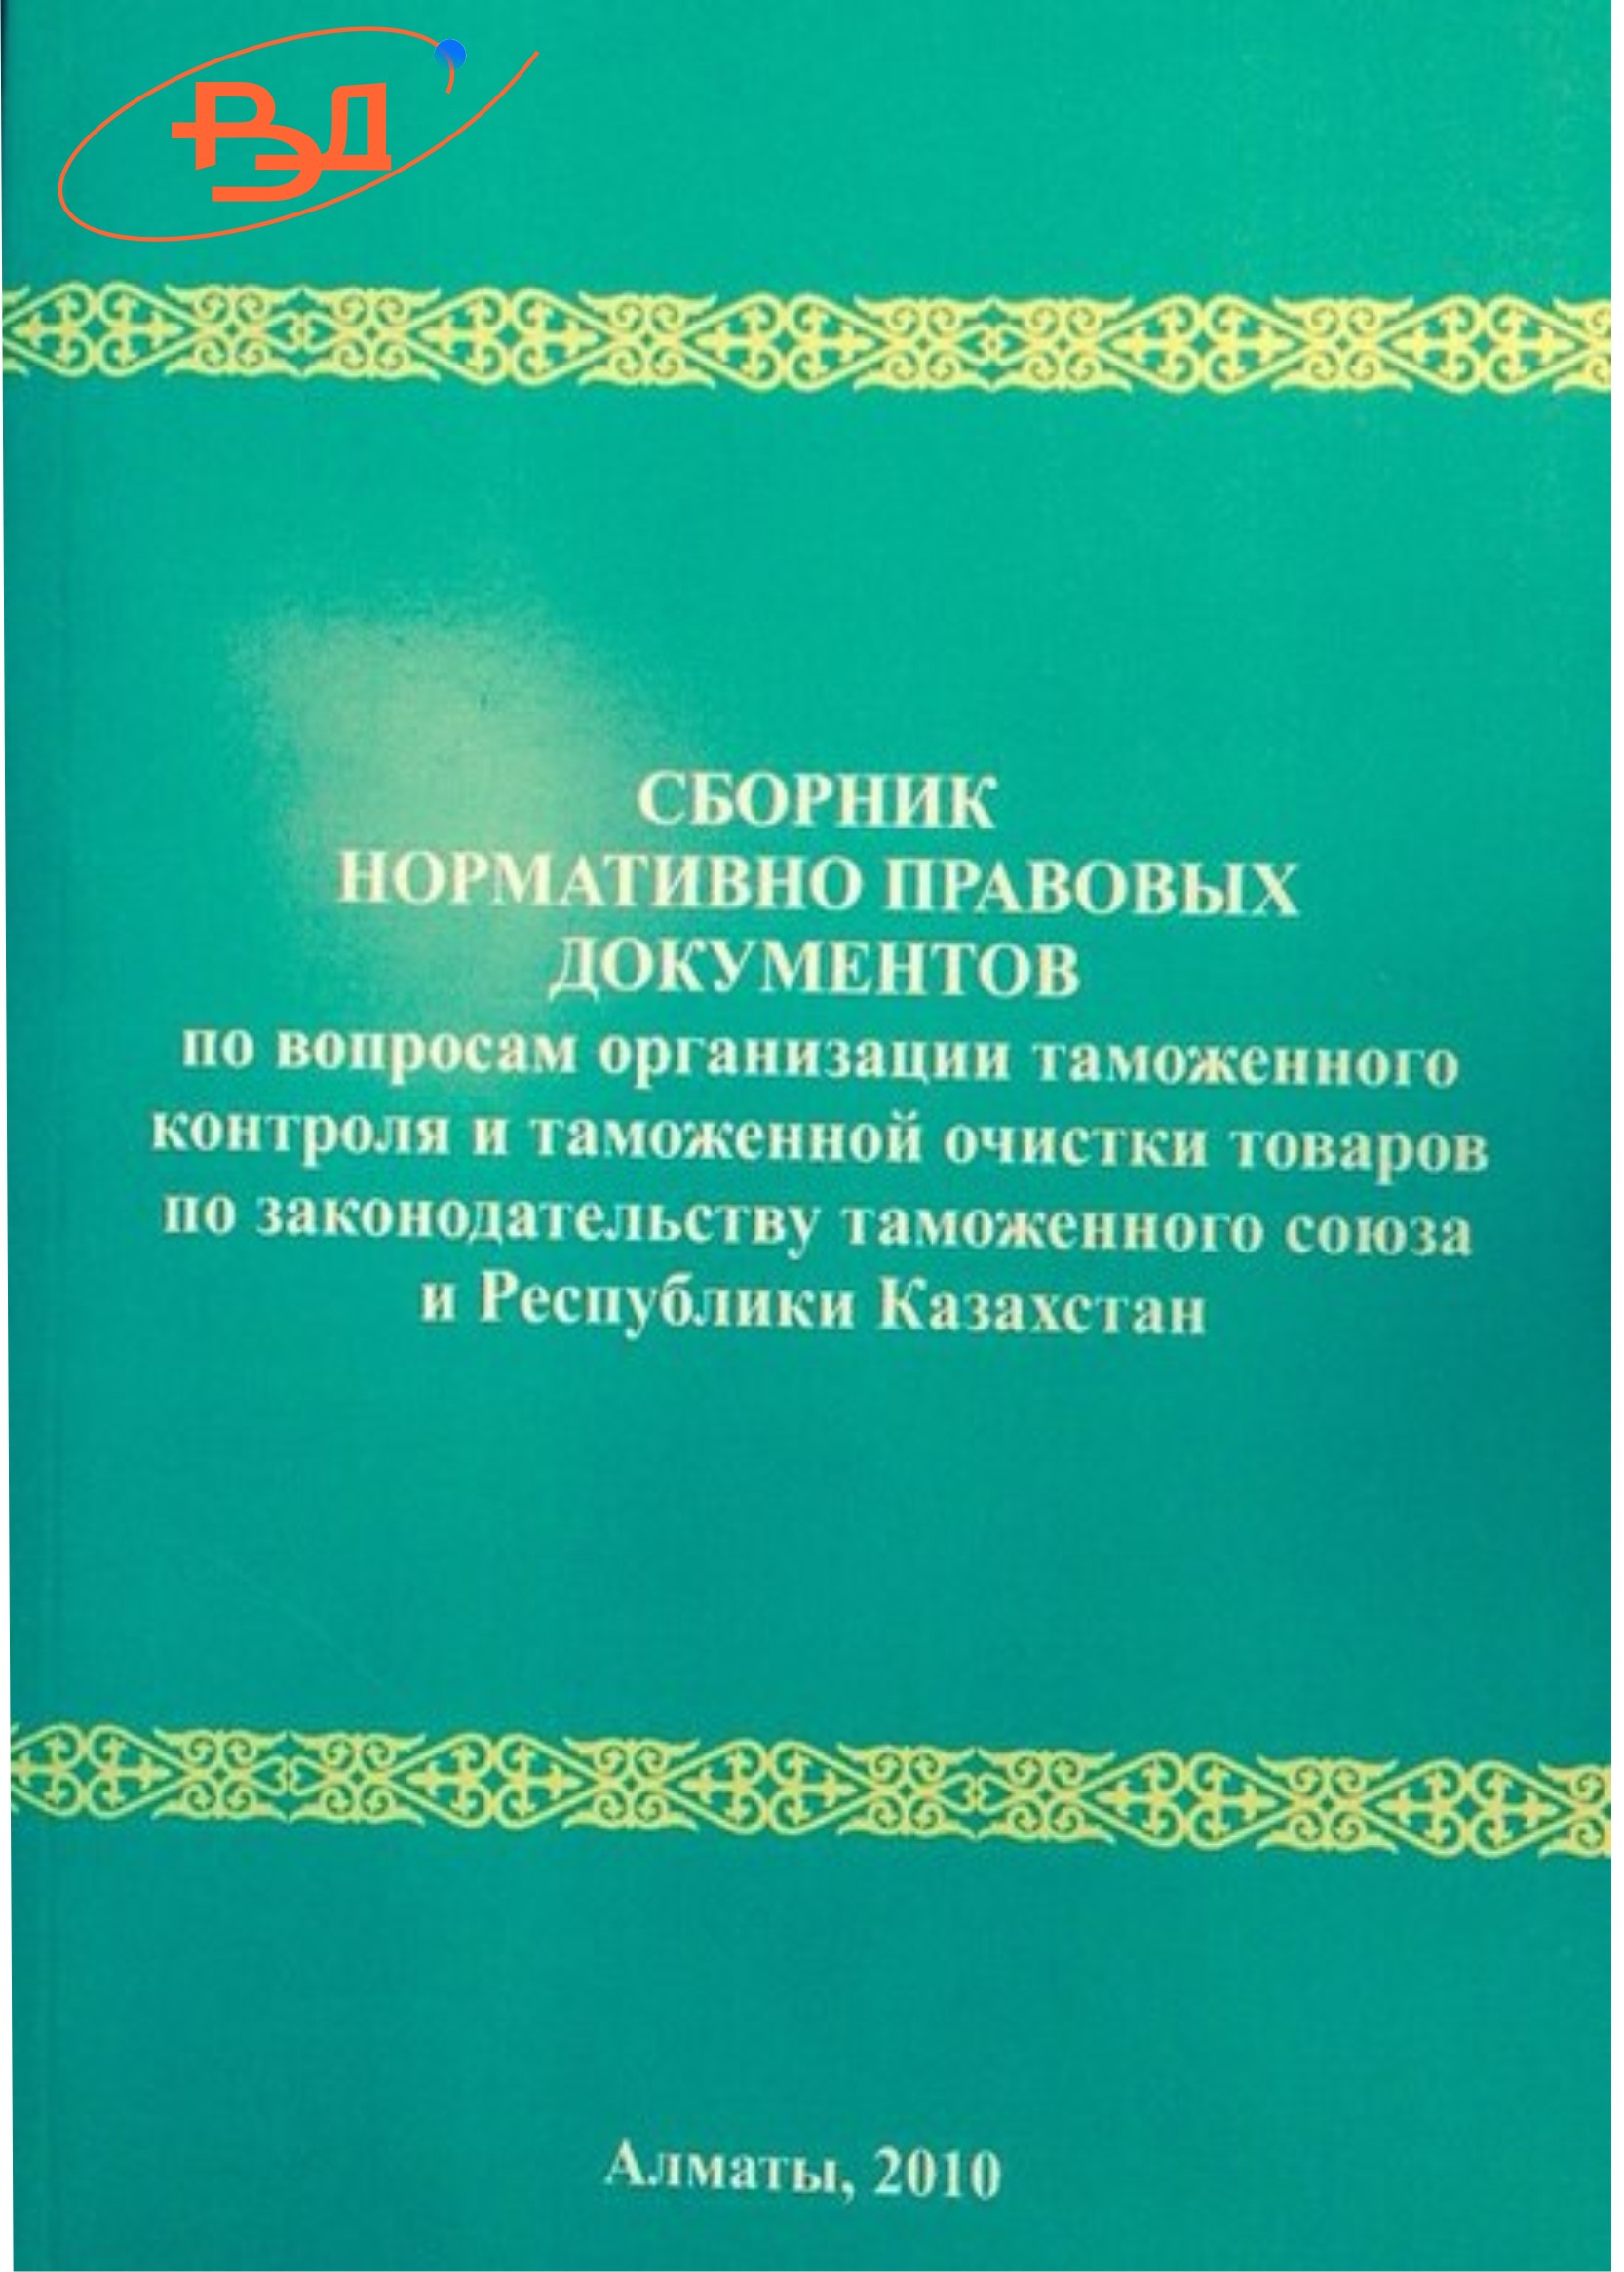 ВЭД
СБОРНИК
НОРМАТИВНО ПРАВОВЫХ
ДОКУМЕНТОВ
по вопросам организации таможенного
контроля и таможенной очистки товаров
по законодательству таможенного союза
и Республики Казахстан
Алматы, 2010